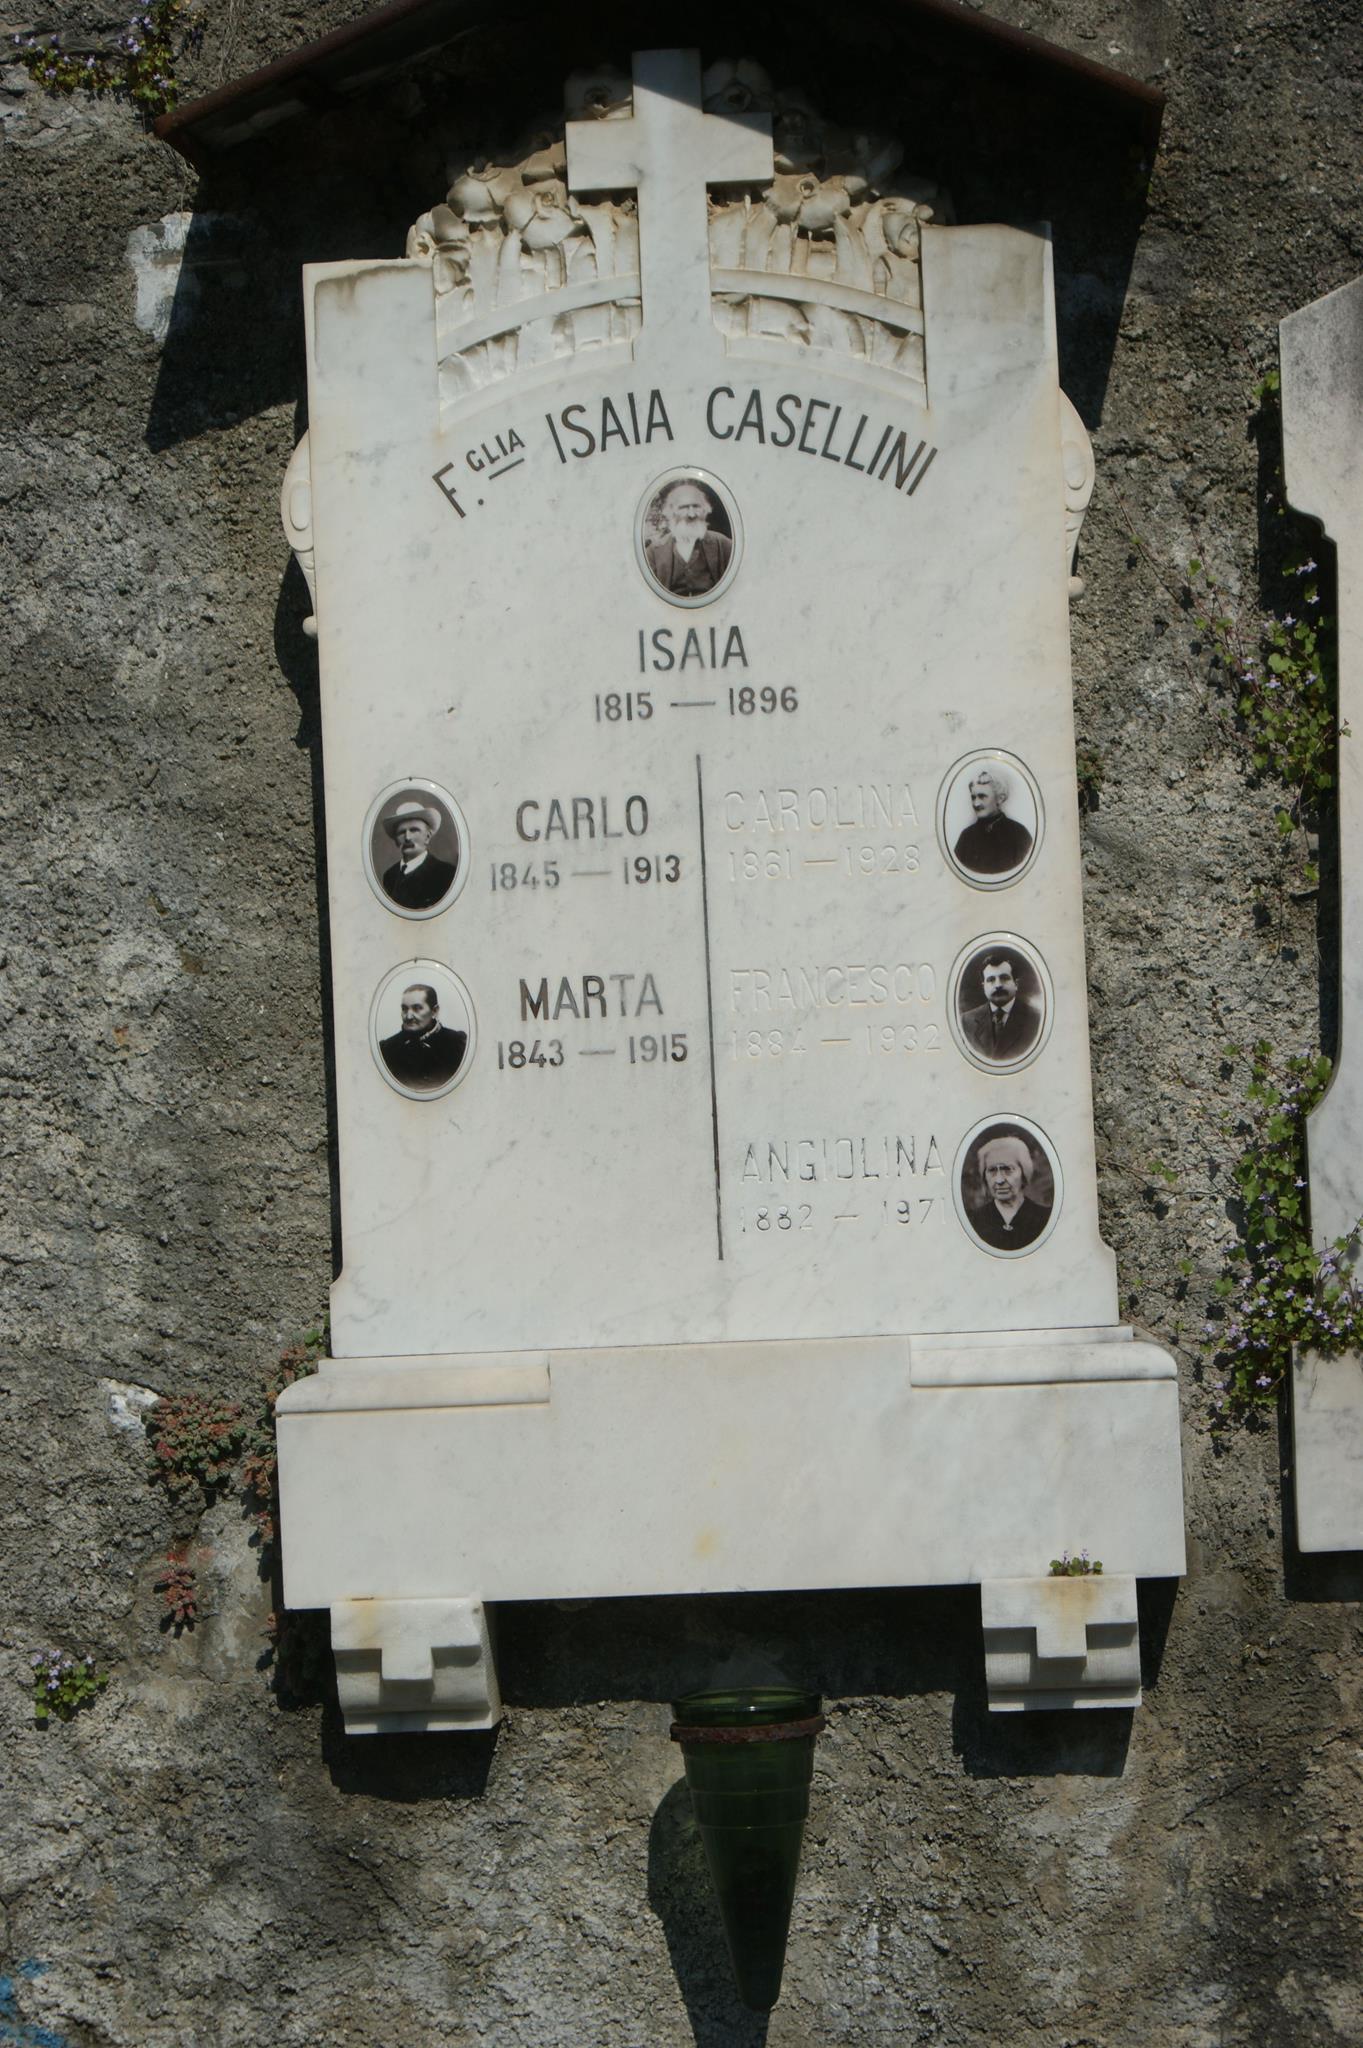 F.GLIA ISAIA CASELLINI
ISAIA
1815 — 1896
CARLO
1845 — 1913
MARTA
1843 — 1915
CAROLINA
1861 — 1928
FRANCESCO
1884 — 1932
ANGIOLINA
1882 — 1971